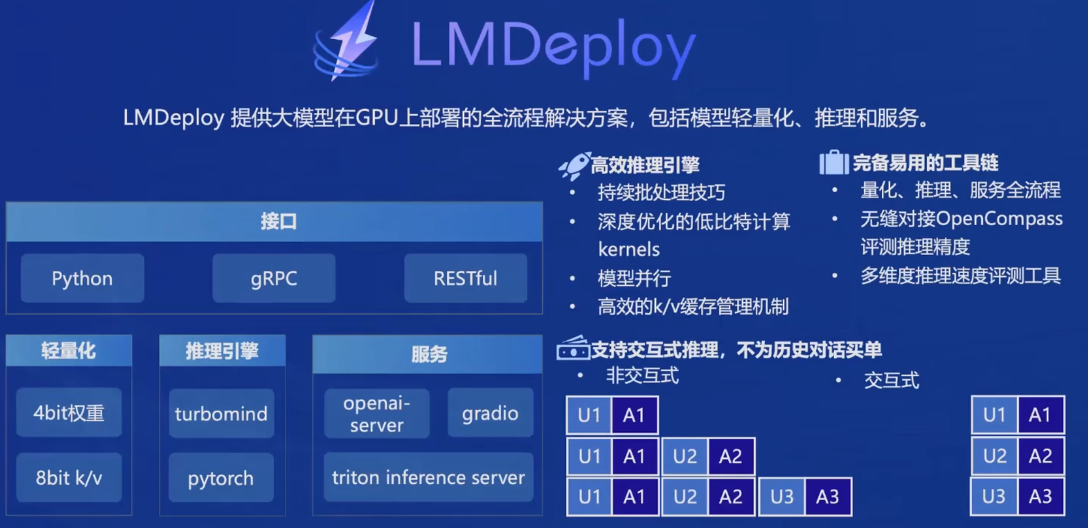 LMDeploy
LMDeploy 提供大模型在GPU上部署的全流程解决方案，包括模型轻量化、推理和服务。
接口
Python
gRPC
RESTful
轻量化
4bit权重
8bit k/v
推理引擎
turbomind
pytorch
服务
openai-
server
gradio
triton inference server
高效推理引擎
• 持续批处理技巧
• 深度优化的低比特计算
kernels
• 模型并行
• 高效的k/v缓存管理机制
完备易用的工具链
• 量化、推理、服务全流程
• 无缝对接OpenCompass
评测推理精度
• 多维度推理速度评测工具
支持交互式推理，不为历史对话买单
• 非交互式
U1 A1
U1 A1 U2 A2
U1 A1 U2 A2 U3 A3
• 交互式
U1 A1
U2 A2
U3 A3